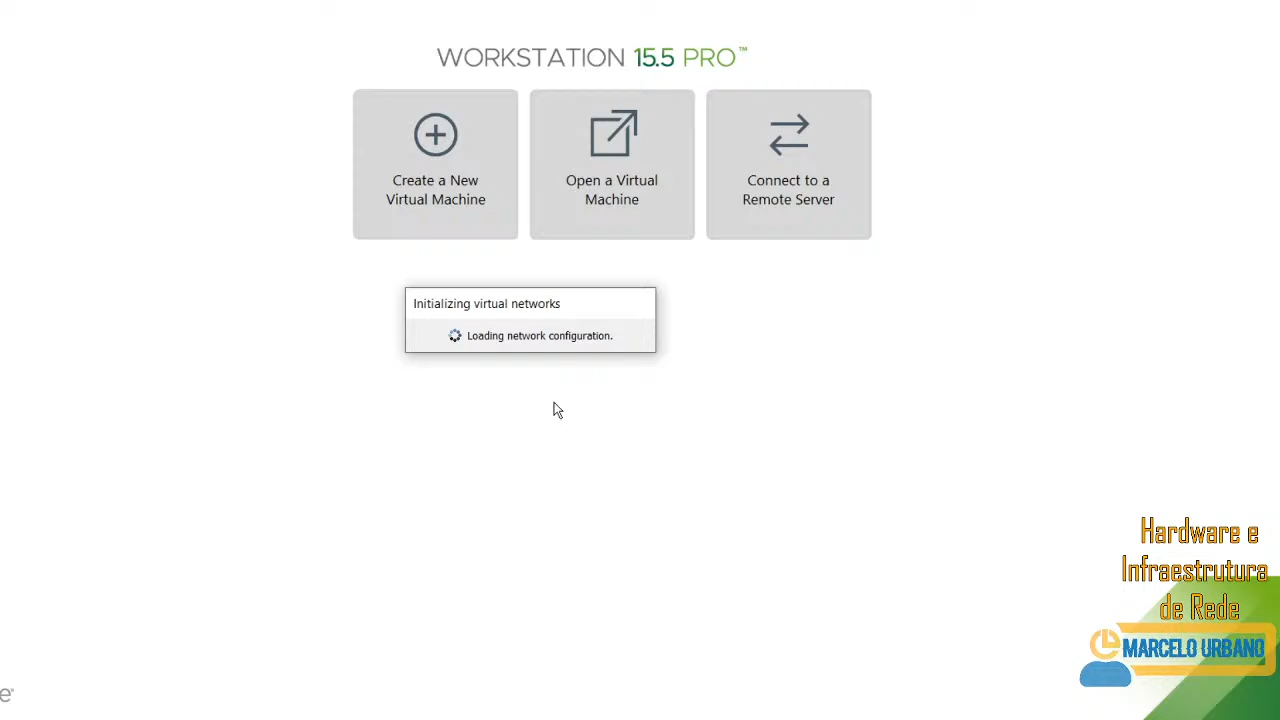 WORKSTATION 15.5 PRO™
Create a New
Virtual Machine
Open a Virtual
Machine
Connect to a
Remote Server
Initializing virtual networks
Loading network configuration.
Hardware e
Infraestrutura
de Rede
MARCELO URBANO